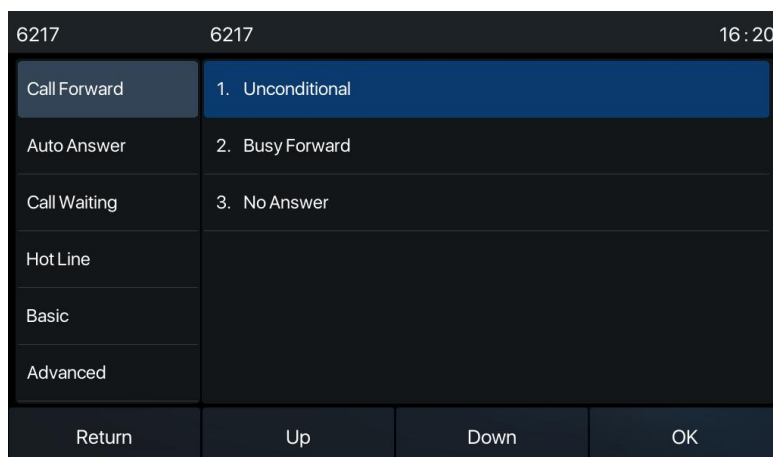 6217 6217 16:20
Call Forward
Auto Answer
Call Waiting
Hot Line
Basic
Advanced
1. Unconditional
2. Busy Forward
3. No Answer
Return Up Down OK